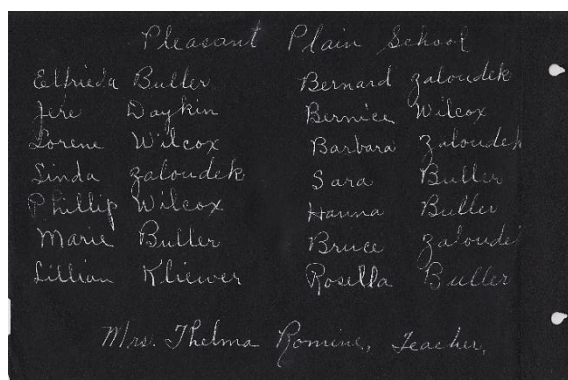 Pleasant Plain School
Elfrieda Buller
Jere Daykin
Lorene Wilcox
Linda Zaloudek
Phillip Wilcox
Marie Buller
Lillian Kliewer
Bernard Zaloudek
Bernice Wilcox
Barbara Zaloudek
Sara Buller
Hanna Buller
Bruce Zaloudek
Rosella Buller
Mrs. Thelma Romine, Teacher,